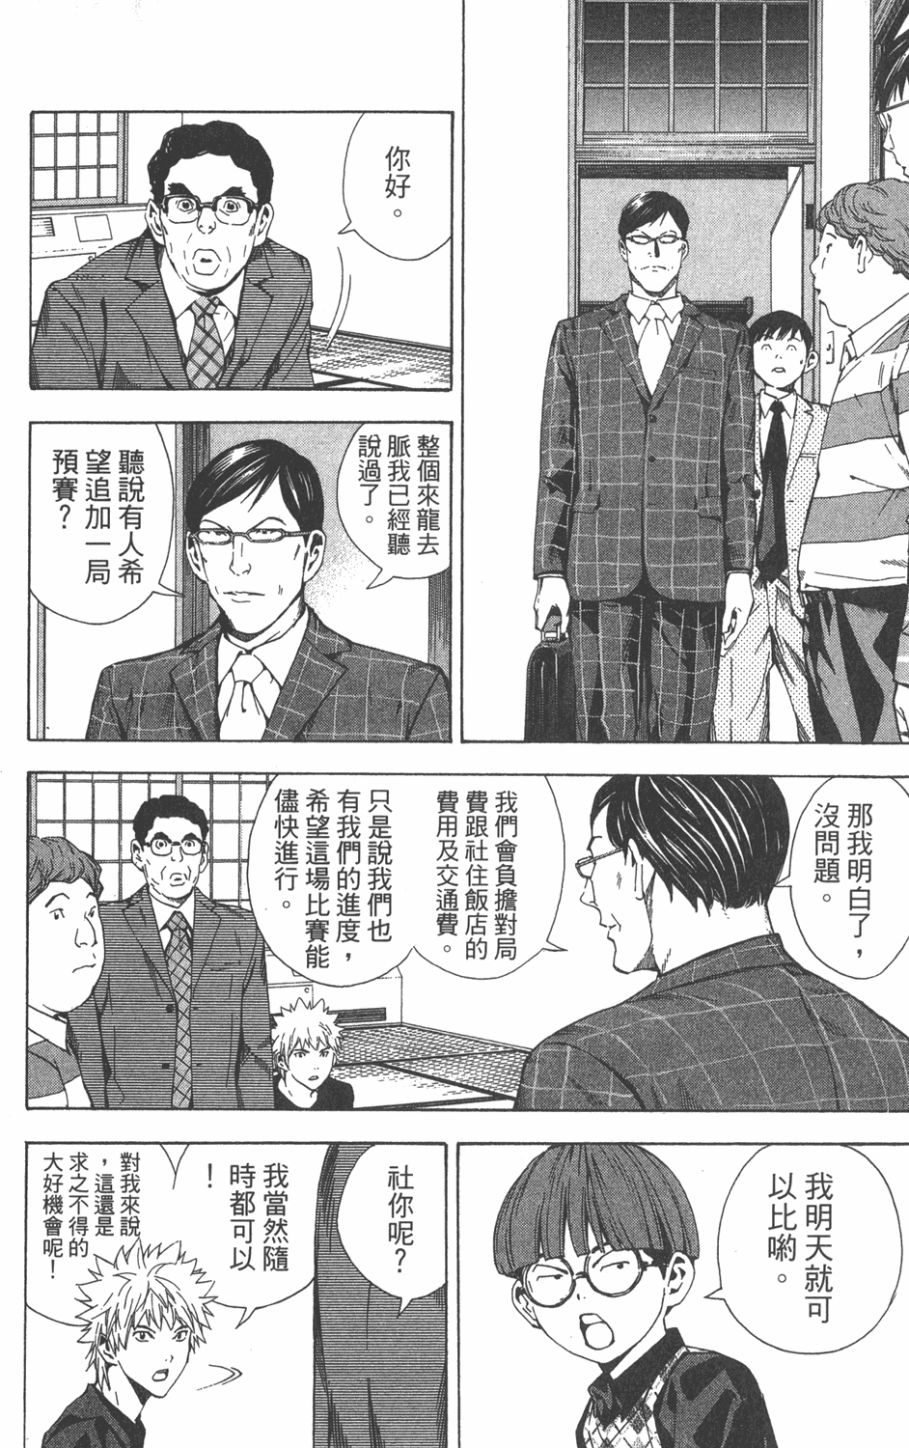 你好。
整個來龍去
脈我已經聽
說過了。
聽說有人希
望追加一局
預賽？
那我明白了，
沒問題。
我們會負擔對局
費跟社住飯店的
費用及交通費。
只是說我們也
有我們的進度，
希望這場比賽能
儘快進行。
我明天就可
以比喲。
社你呢？
我當然隨
時都可以
！
對我來說
，這還是
求之不得的
大好機會呢！